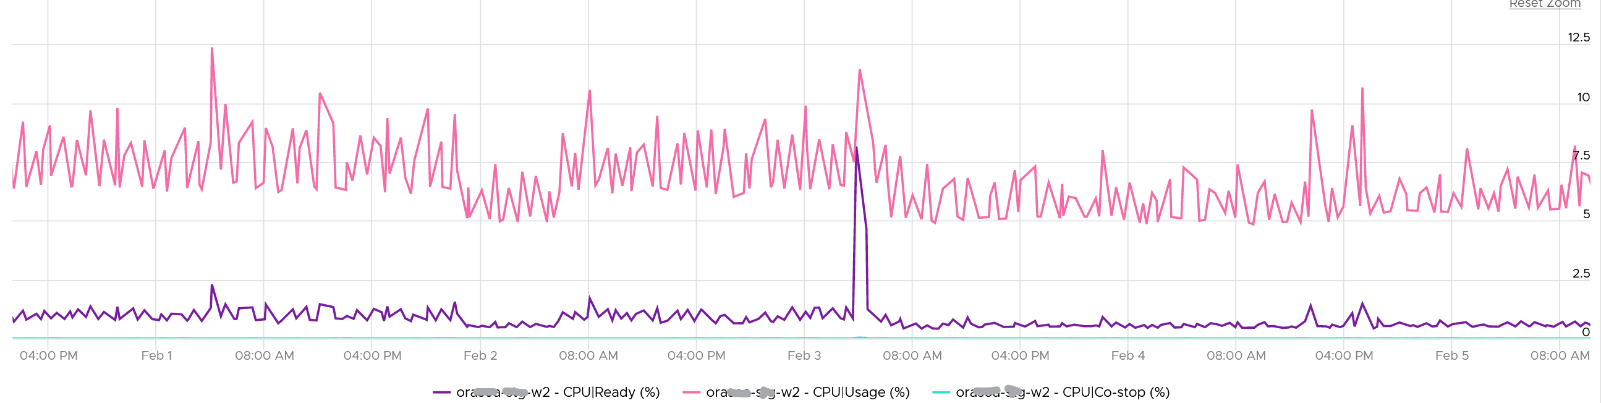 Reset Zoom
12.5
10
7.5
5
2.5
0
04:00 PM Feb 1 08:00 AM 04:00 PM Feb 2 08:00 AM 04:00 PM Feb 3 08:00 AM 04:00 PM Feb 4 08:00 AM 04:00 PM Feb 5 08:00 AM
-w2 - CPU|Ready (%) -w2 - CPU|Usage (%) -w2 - CPU|Co-stop (%)